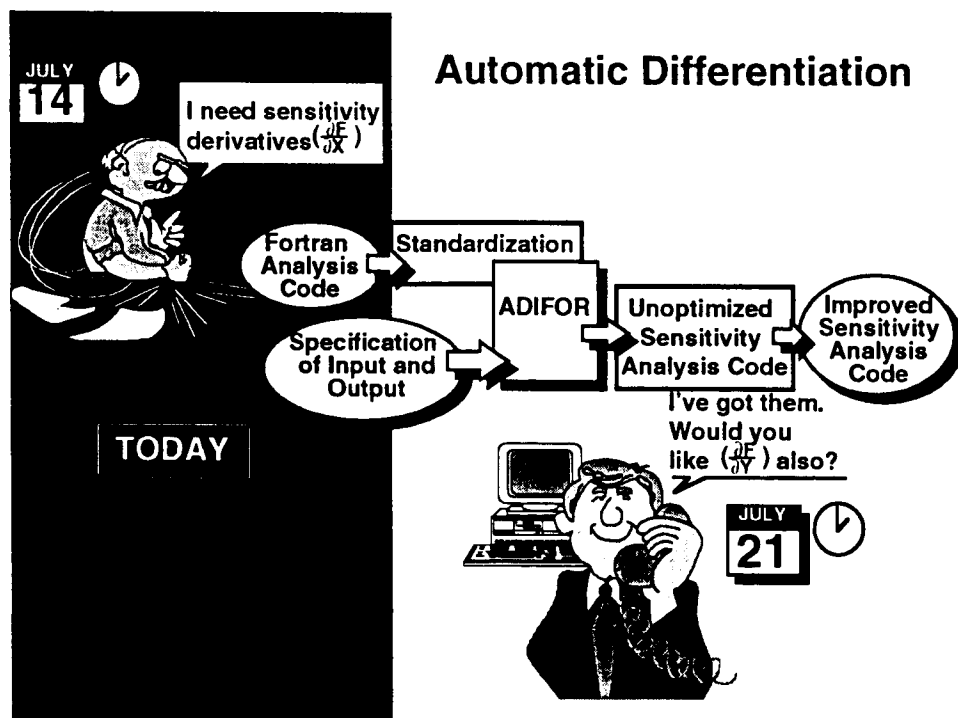 Automatic Differentiation
JULY
14
I need sensitivity
derivatives(∂F/∂X)
Fortran
Analysis
Code
Standardization
ADIFOR
Specification
of Input and
Output
Unoptimized
Sensitivity
Analysis Code
Improved
Sensitivity
Analysis
Code
TODAY
I've got them.
Would you
like (∂F/∂Y) also?
JULY
21